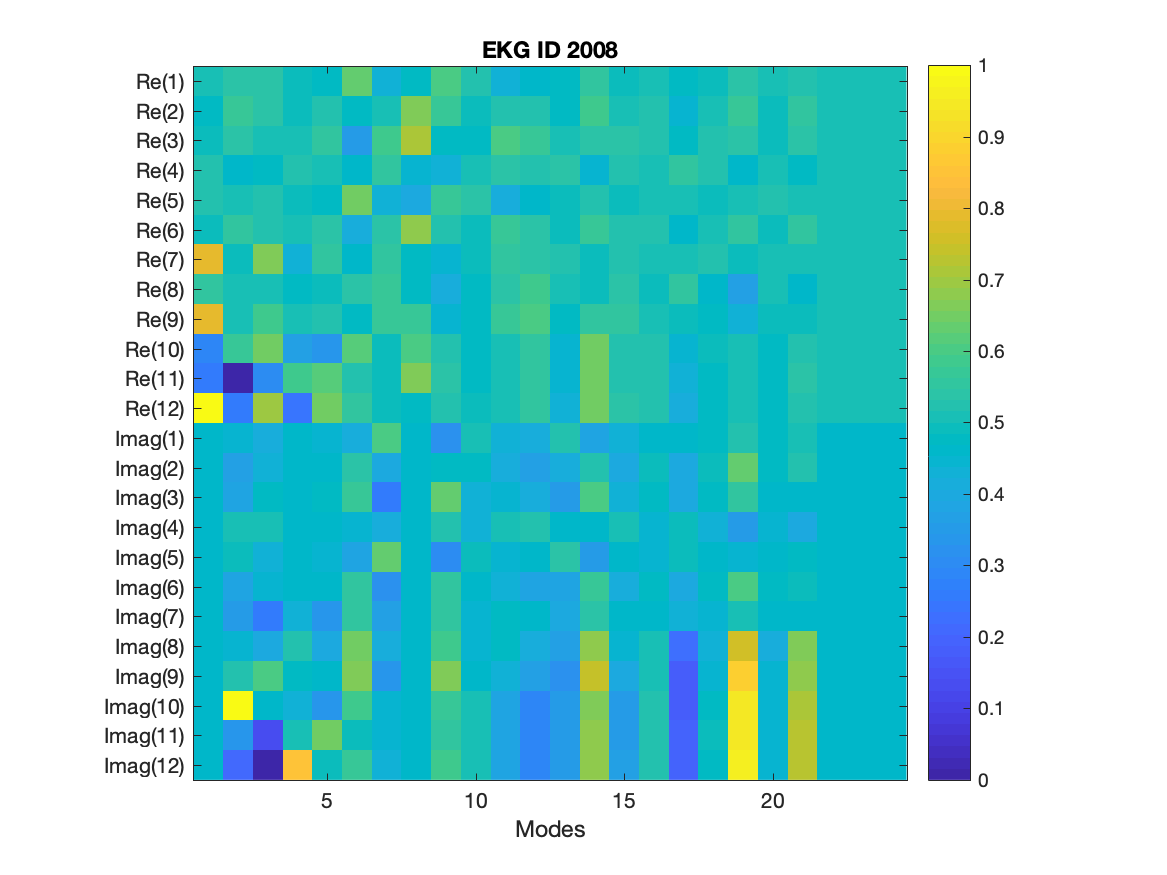 EKG ID 2008
Re(1)
Re(2)
Re(3)
Re(4)
Re(5)
Re(6)
Re(7)
Re(8)
Re(9)
Re(10)
Re(11)
Re(12)
Imag(1)
Imag(2)
Imag(3)
Imag(4)
Imag(5)
Imag(6)
Imag(7)
Imag(8)
Imag(9)
Imag(10)
Imag(11)
Imag(12)
5 10 15 20
Modes
1
0.9
0.8
0.7
0.6
0.5
0.4
0.3
0.2
0.1
0